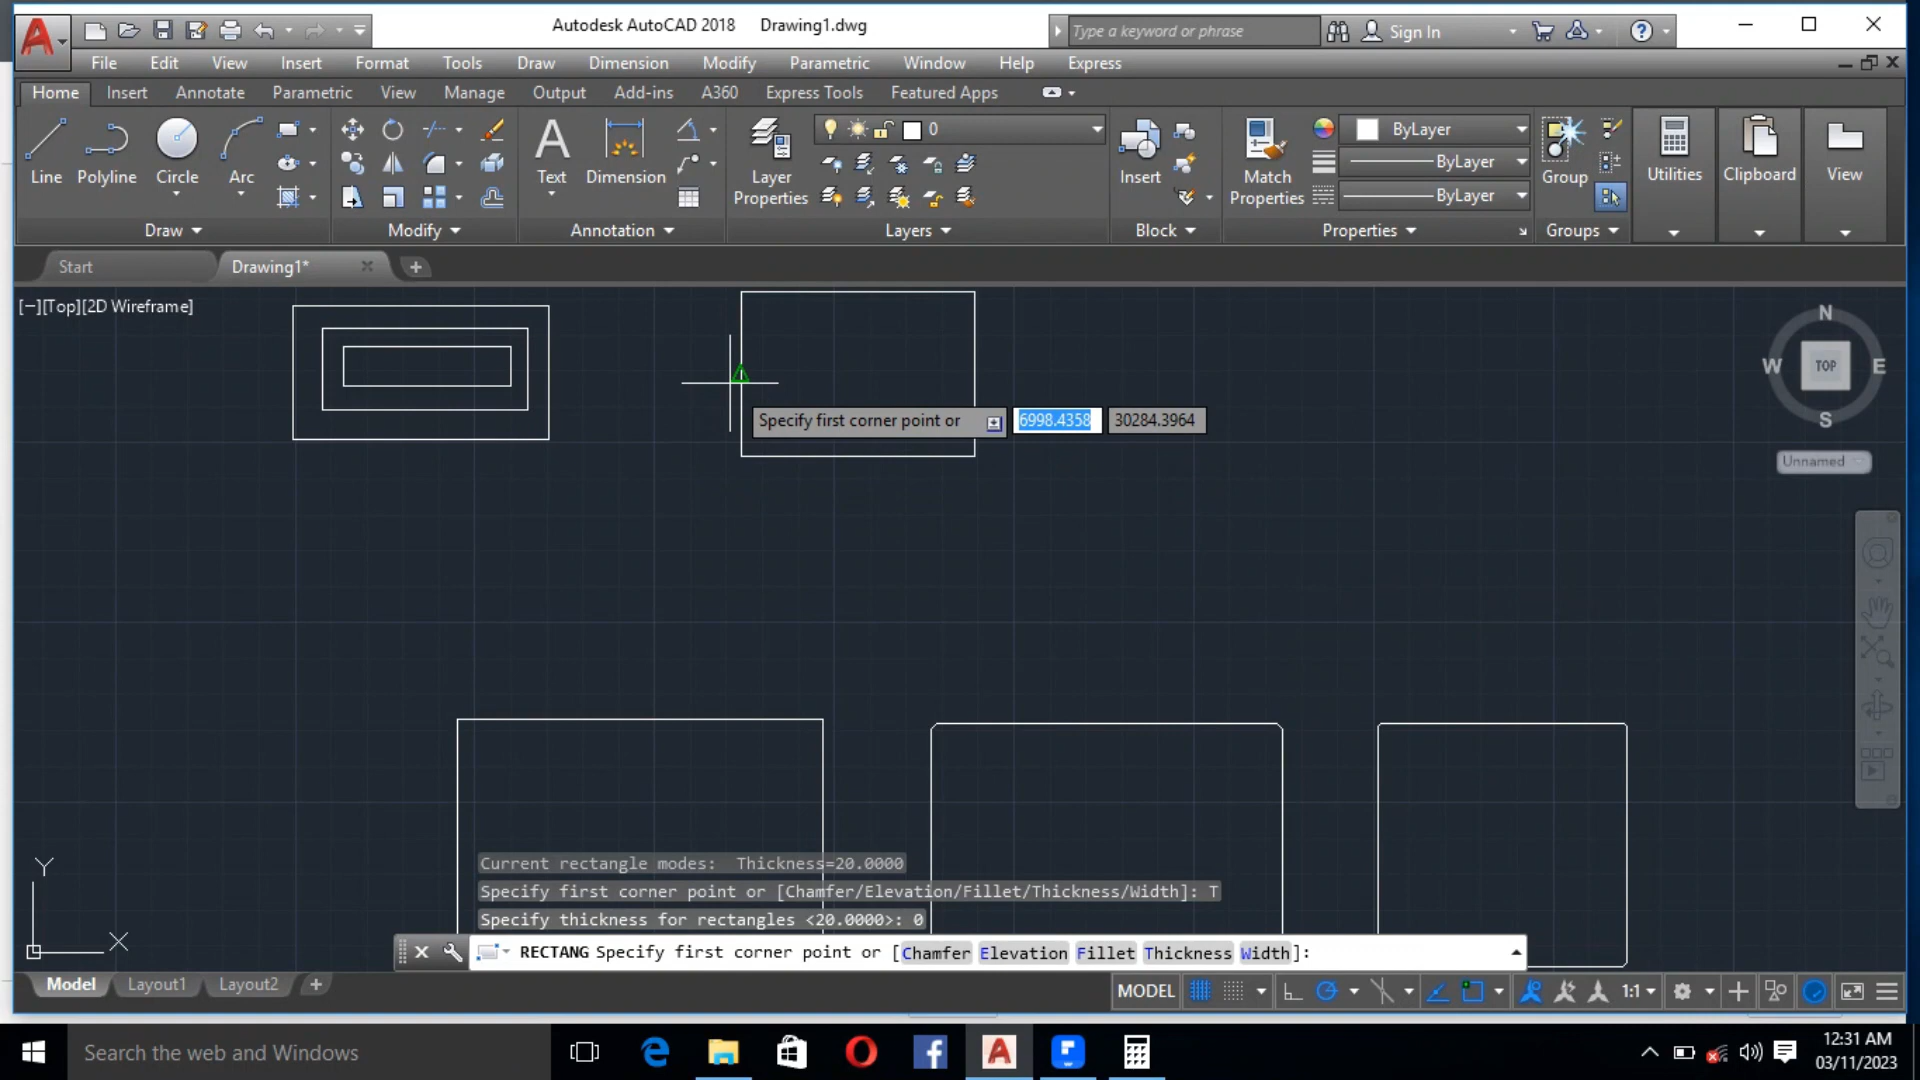 Autodesk AutoCAD 2018 Drawing1.dwg
Type a keyword or phrase
Sign In
File Edit View Insert Format Tools Draw Dimension Modify Parametric Window Help Express
Home Insert Annotate Parametric View Manage Output Add-ins A360 Express Tools Featured Apps
0
ByLayer
ByLayer
ByLayer
Line Polyline Circle Arc
Text Dimension
Layer Properties
Insert
Match Properties
Group
Utilities
Clipboard
View
Draw Modify Annotation Layers Block Properties Groups
Start Drawing1*
[−][Top][2D Wireframe]
N
W TOP E
S
Unnamed
Specify first corner point or 6998.4358 30284.3964
Y
X
Current rectangle modes: Thickness=20.0000
Specify first corner point or [Chamfer/Elevation/Fillet/Thickness/Width]: T
Specify thickness for rectangles <20.0000>: 0
RECTANG Specify first corner point or [Chamfer Elevation Fillet Thickness Width]:
Model Layout1 Layout2
MODEL 1:1
Search the web and Windows
12:31 AM
03/11/2023